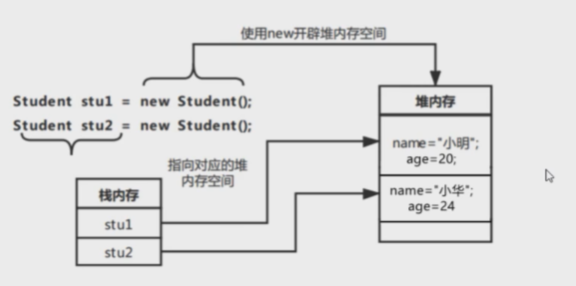 使用new开辟堆内存空间
Student stu1 = new Student();
Student stu2 = new Student();
指向对应的堆
内存空间
栈内存
stu1
stu2
堆内存
name="小明";
age=20;
name="小华";
age=24